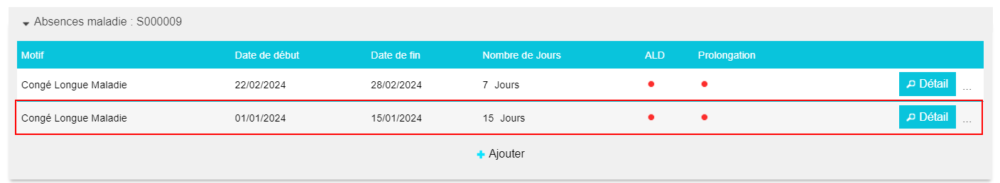 Absences maladie : S000009
Motif Date de début Date de fin Nombre de Jours ALD Prolongation
Congé Longue Maladie 22/02/2024 28/02/2024 7 Jours Détail ...
Congé Longue Maladie 01/01/2024 15/01/2024 15 Jours Détail ...
Ajouter